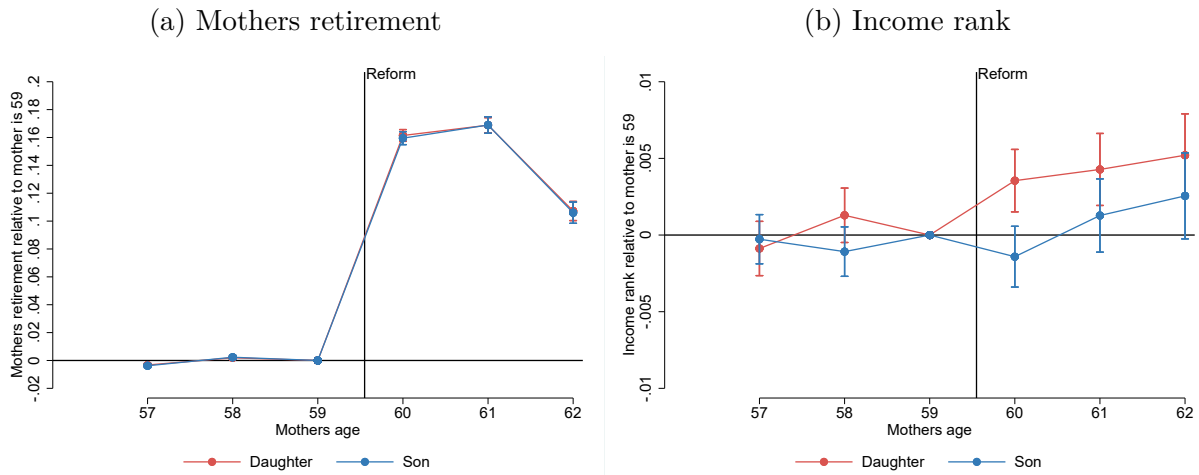 (a) Mothers retirement
Reform
Mothers retirement relative to mother is 59
.2
.18
.16
.14
.12
.1
.08
.06
.04
.02
0
-.02
57 58 59 60 61 62
Mothers age
Daughter Son
(b) Income rank
Reform
Income rank relative to mother is 59
.01
.005
0
-.005
-.01
57 58 59 60 61 62
Mothers age
Daughter Son